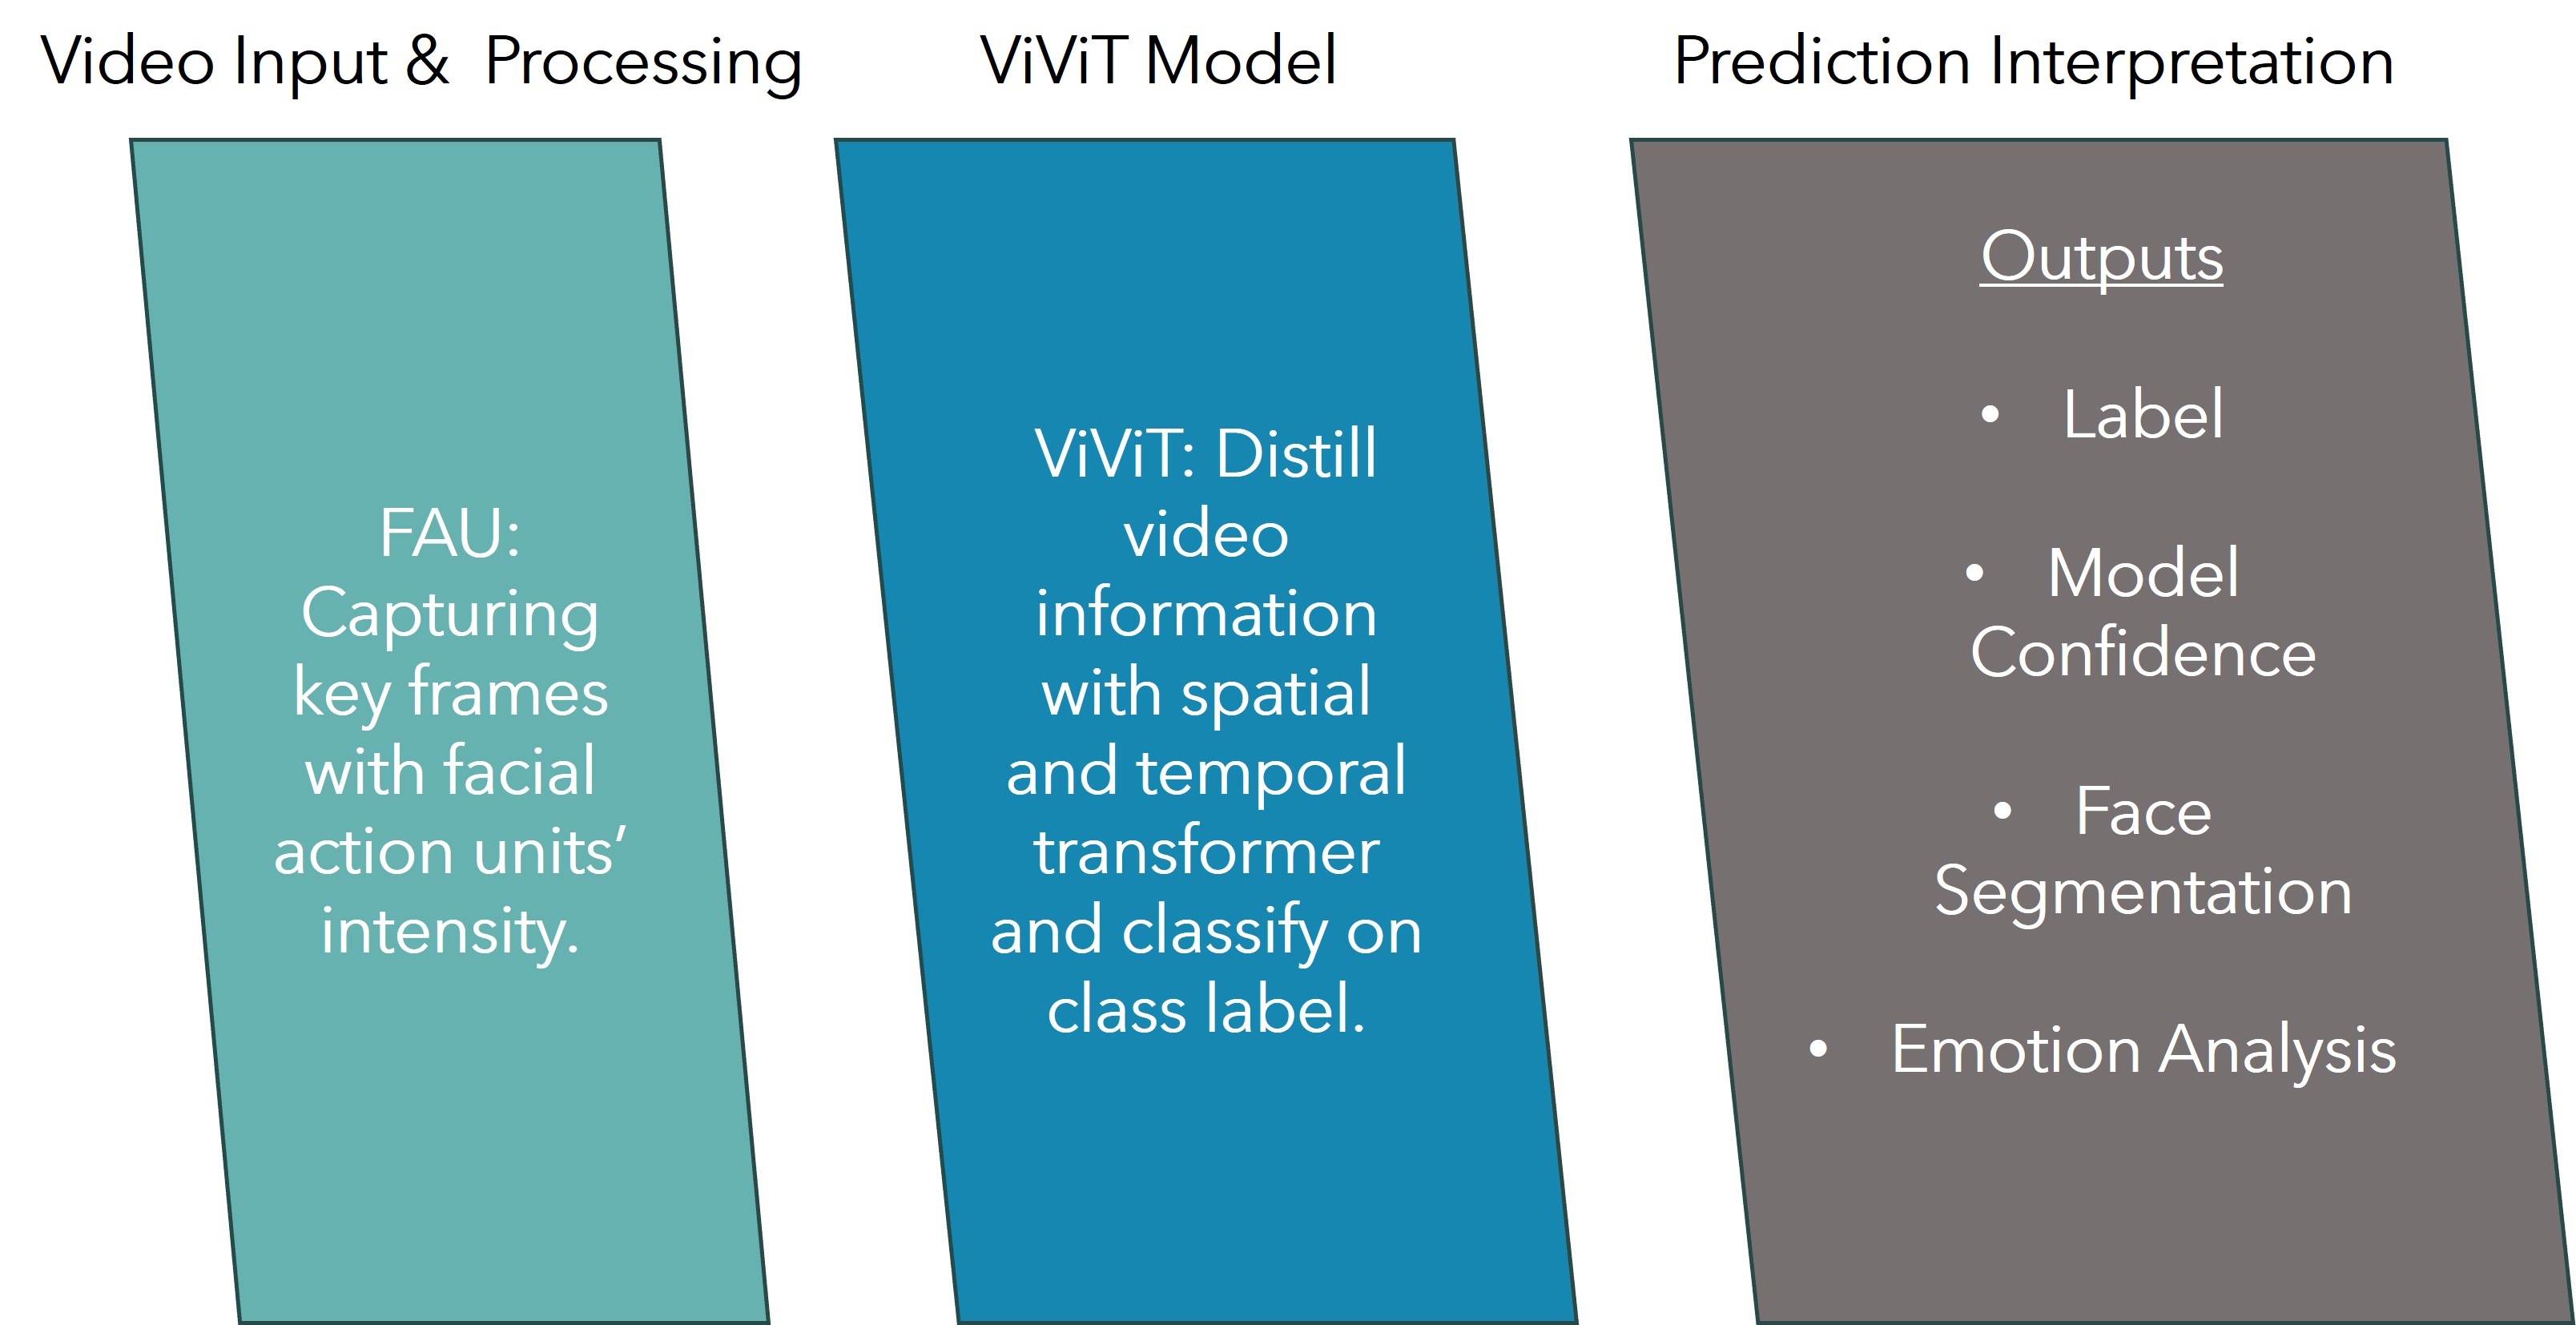 Video Input & Processing
ViViT Model
Prediction Interpretation
FAU:
Capturing
key frames
with facial
action units’
intensity.
ViViT: Distill
video
information
with spatial
and temporal
transformer
and classify on
class label.
Outputs
• Label
• Model
Confidence
• Face
Segmentation
• Emotion Analysis